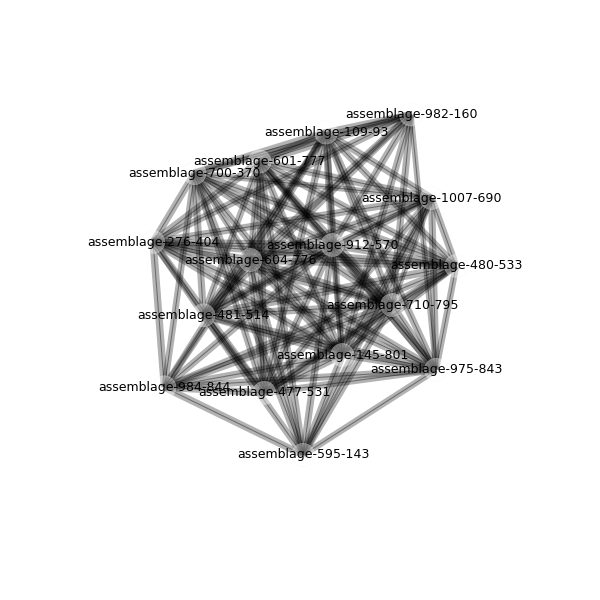 assemblage-982-160
assemblage-109-93
assemblage-601-777
assemblage-700-370
assemblage-1007-690
assemblage-276-404
assemblage-912-570
assemblage-604-776
assemblage-480-533
assemblage-710-795
assemblage-481-514
assemblage-145-801
assemblage-975-843
assemblage-984-844
assemblage-477-531
assemblage-595-143